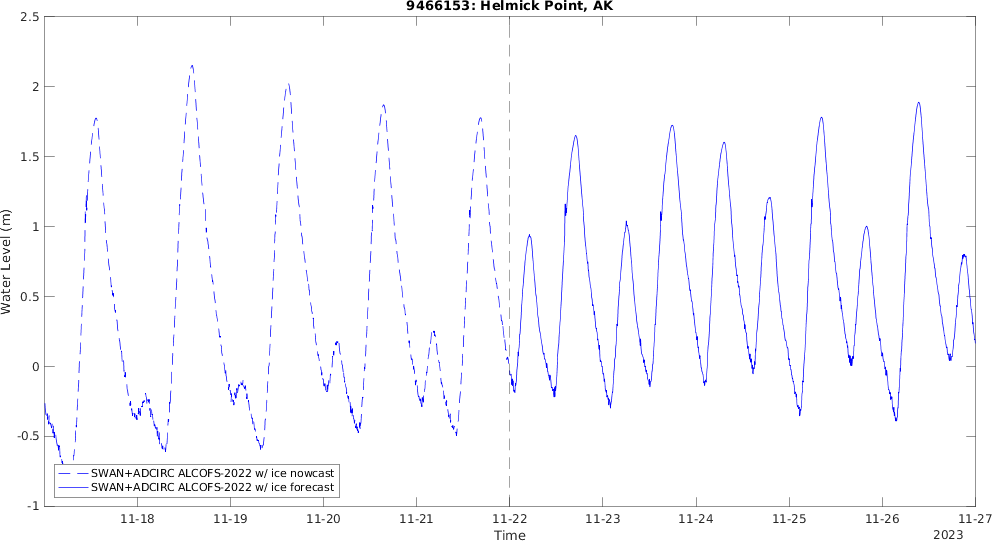 9466153: Helmick Point, AK
2.5
2
1.5
1
0.5
0
-0.5
-1
Water Level (m)
SWAN+ADCIRC ALCOFS-2022 w/ ice nowcast
SWAN+ADCIRC ALCOFS-2022 w/ ice forecast
11-18 11-19 11-20 11-21 11-22 11-23 11-24 11-25 11-26 11-27
Time
2023